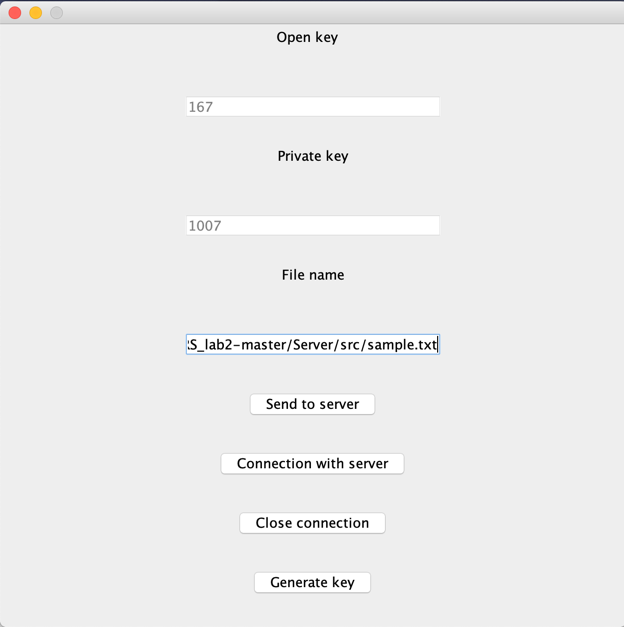 Open key
167
Private key
1007
File name
S_lab2-master/Server/src/sample.txt
Send to server
Connection with server
Close connection
Generate key